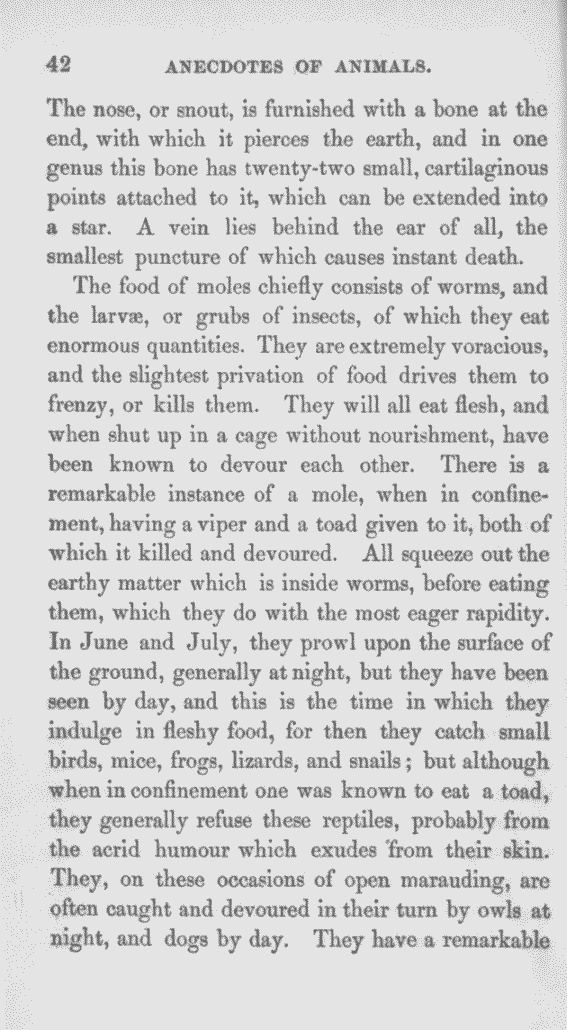 42 ANECDOTES OF ANIMALS.
The nose, or snout, is furnished with a bone at the
end, with which it pierces the earth, and in one
genus this bone has twenty-two small, cartilaginous
points attached to it, which can be extended into
a star. A vein lies behind the ear of all, the
smallest puncture of which causes instant death.
The food of moles chiefly consists of worms, and
the larvæ, or grubs of insects, of which they eat
enormous quantities. They are extremely voracious,
and the slightest privation of food drives them to
frenzy, or kills them. They will all eat flesh, and
when shut up in a cage without nourishment, have
been known to devour each other. There is a
remarkable instance of a mole, when in confine-
ment, having a viper and a toad given to it, both of
which it killed and devoured. All squeeze out the
earthy matter which is inside worms, before eating
them, which they do with the most eager rapidity.
In June and July, they prowl upon the surface of
the ground, generally at night, but they have been
seen by day, and this is the time in which they
indulge in fleshy food, for then they catch small
birds, mice, frogs, lizards, and snails; but although
when in confinement one was known to eat a toad,
they generally refuse these reptiles, probably from
the acrid humour which exudes from their skin.
They, on these occasions of open marauding, are
often caught and devoured in their turn by owls at
night, and dogs by day. They have a remarkable